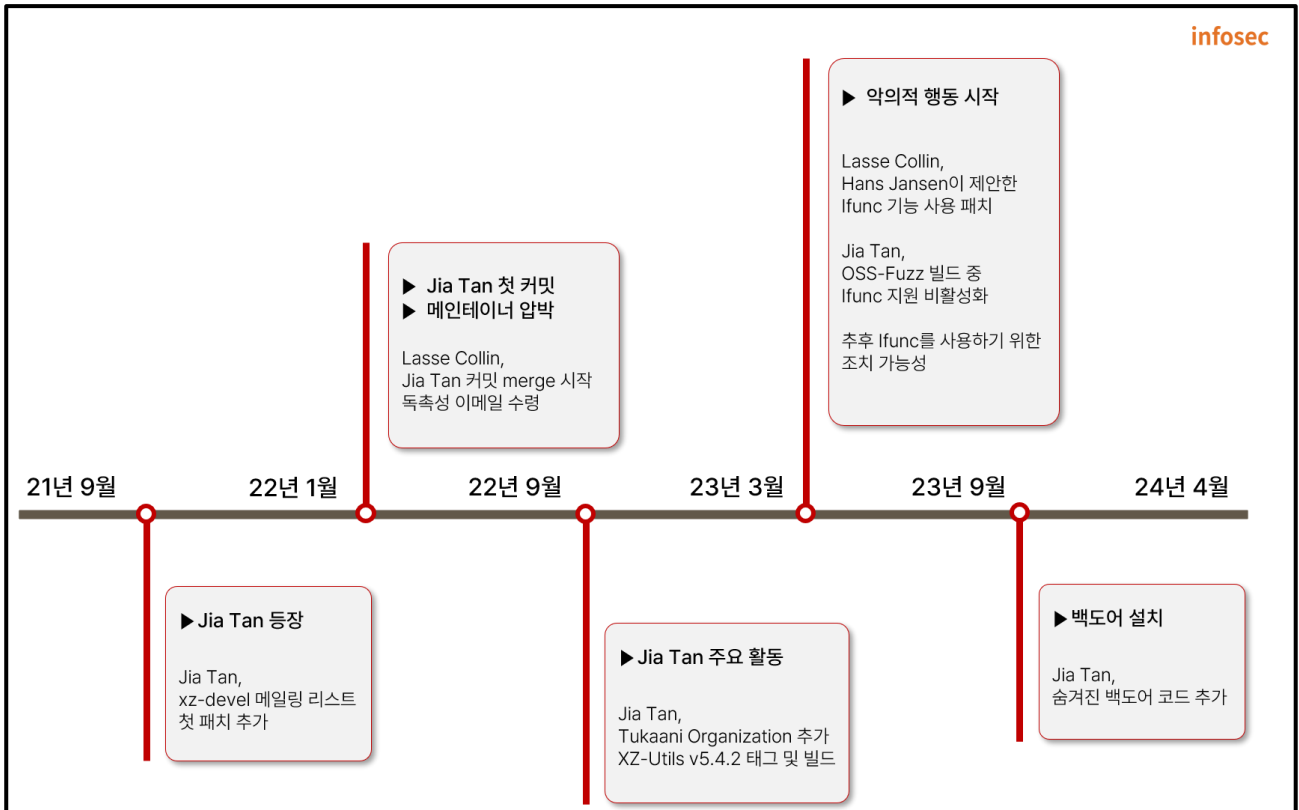 infosec
▶ 악의적 행동 시작
Lasse Collin,
Hans Jansen이 제안한
Ifunc 기능 사용 패치
Jia Tan,
OSS-Fuzz 빌드 중
Ifunc 지원 비활성화
추후 Ifunc를 사용하기 위한
조치 가능성
▶ Jia Tan 첫 커밋
▶ 메인테이너 압박
Lasse Collin,
Jia Tan 커밋 merge 시작
독촉성 이메일 수령
21년 9월
22년 1월
22년 9월
23년 3월
23년 9월
24년 4월
▶Jia Tan 등장
Jia Tan,
xz-devel 메일링 리스트
첫 패치 추가
▶Jia Tan 주요 활동
Jia Tan,
Tukaani Organization 추가
XZ-Utils v5.4.2 태그 및 빌드
▶백도어 설치
Jia Tan,
숨겨진 백도어 코드 추가